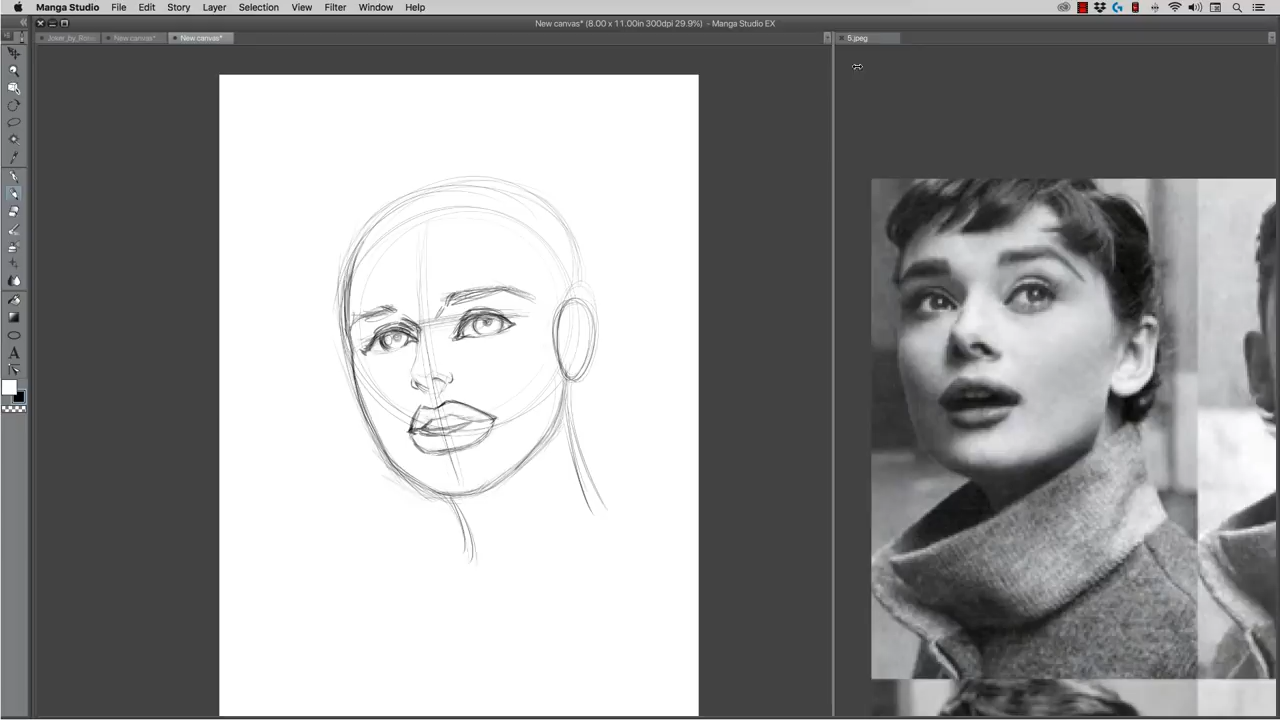 Manga Studio File Edit Story Layer Selection View Filter Window Help
New canvas* (8.00 x 11.00in 300dpi 29.9%) - Manga Studio EX
New canvas* New canvas* 5.jpeg
A